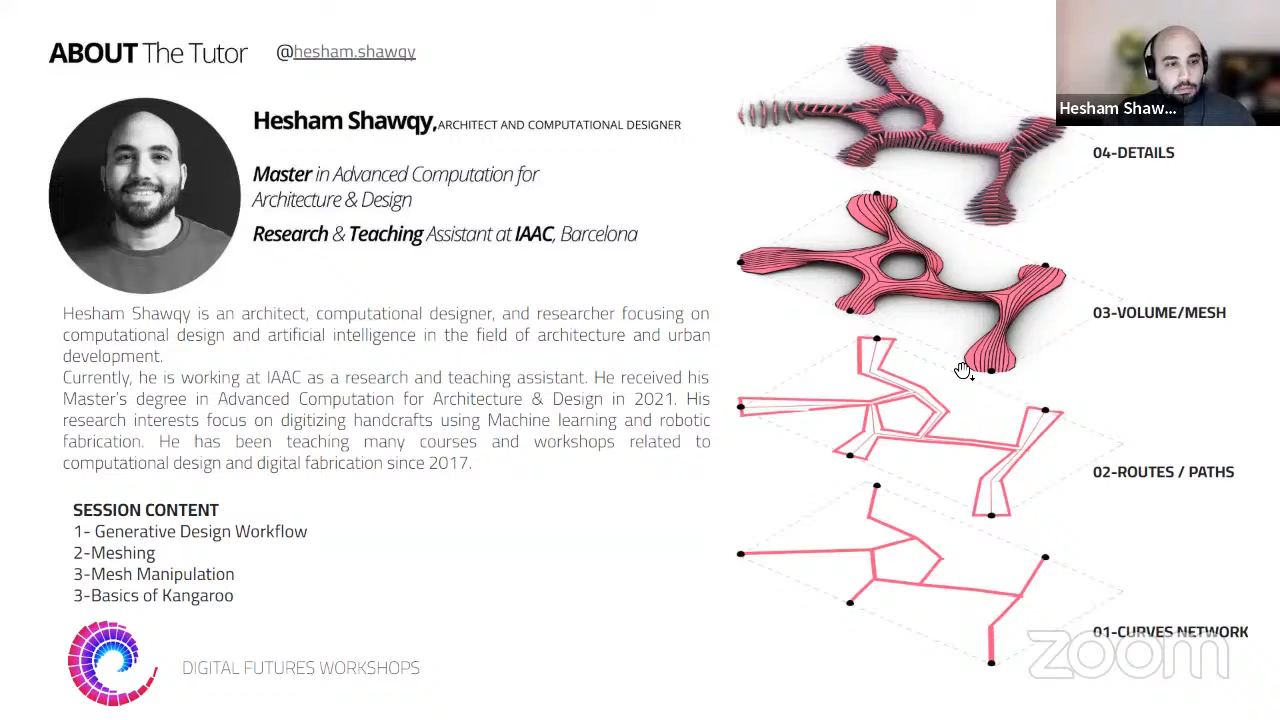 ABOUT The Tutor @hesham.shawqy
Hesham Shawqy, ARCHITECT AND COMPUTATIONAL DESIGNER
Master in Advanced Computation for
Architecture & Design
Research & Teaching Assistant at IAAC, Barcelona
Hesham Shawqy is an architect, computational designer, and researcher focusing on
computational design and artificial intelligence in the field of architecture and urban
development.
Currently, he is working at IAAC as a research and teaching assistant. He received his
Master's degree in Advanced Computation for Architecture & Design in 2021. His
research interests focus on digitizing handcrafts using Machine learning and robotic
fabrication. He has been teaching many courses and workshops related to
computational design and digital fabrication since 2017.
SESSION CONTENT
1- Generative Design Workflow
2-Meshing
3-Mesh Manipulation
3-Basics of Kangaroo
DIGITAL FUTURES WORKSHOPS
Hesham Shaw...
04-DETAILS
03-VOLUME/MESH
02-ROUTES / PATHS
01-CURVES NETWORK
zoom